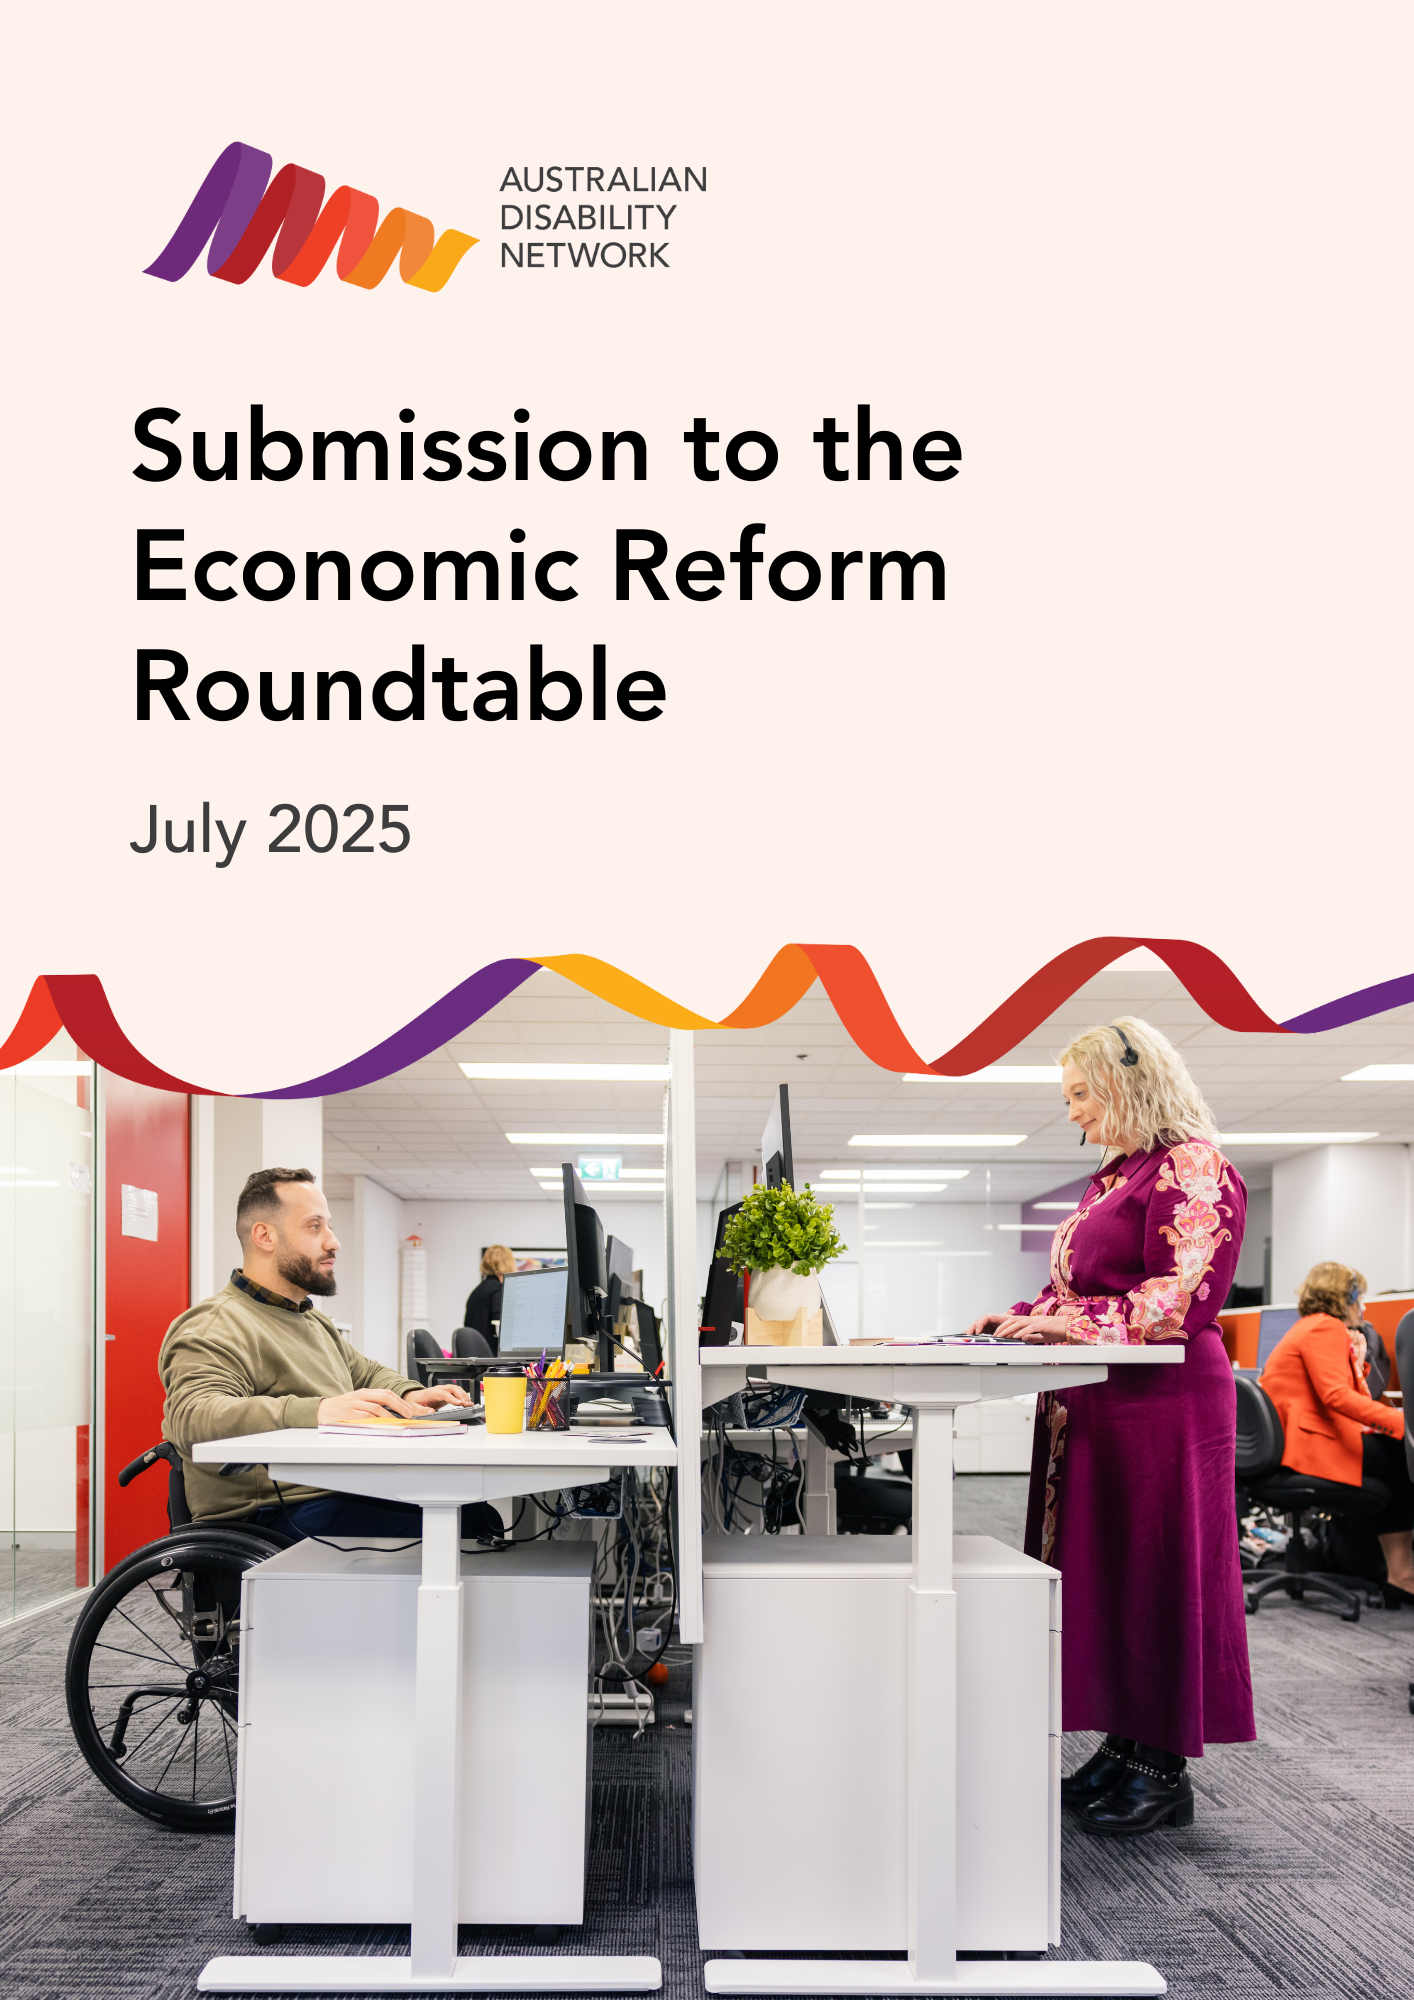 AUSTRALIAN
DISABILITY
NETWORK
Submission to the
Economic Reform
Roundtable
July 2025